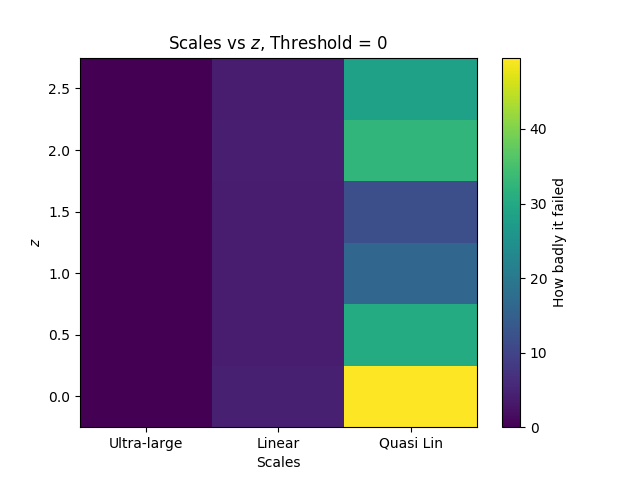 Scales vs z, Threshold = 0
2.5
2.0
1.5
1.0
0.5
0.0
z
Ultra-large
Linear
Quasi Lin
Scales
40
30
20
10
0
How badly it failed